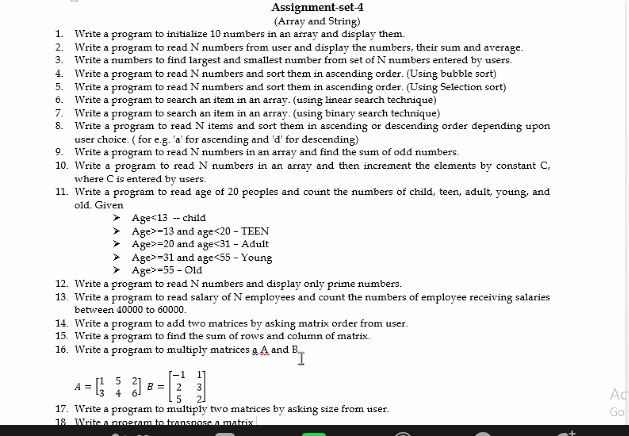 Assignment-set-4
(Array and String)
1. Write a program to initialize 10 numbers in an array and display them.
2. Write a program to read N numbers from user and display the numbers, their sum and average.
3. Write a numbers to find largest and smallest number from set of N numbers entered by users.
4. Write a program to read N numbers and sort them in ascending order. (Using bubble sort)
5. Write a program to read N numbers and sort them in ascending order. (Using Selection sort)
6. Write a program to search an item in an array. (using linear search technique)
7. Write a program to search an item in an array. (using binary search technique)
8. Write a program to read N items and sort them in ascending or descending order depending upon
user choice. ( for e.g. 'a' for ascending and 'd' for descending)
9. Write a program to read N numbers in an array and find the sum of odd numbers.
10. Write a program to read N numbers in an array and then increment the elements by constant C,
where C is entered by users.
11. Write a program to read age of 20 peoples and count the numbers of child, teen, adult, young, and
old. Given
➤ Age<13 -- child
➤ Age>=13 and age<20 – TEEN
➤ Age>=20 and age<31 – Adult
➤ Age>=31 and age<55 – Young
➤ Age>=55 – Old
12. Write a program to read N numbers and display only prime numbers.
13. Write a program to read salary of N employees and count the numbers of employee receiving salaries
between 40000 to 60000.
14. Write a program to add two matrices by asking matrix order from user.
15. Write a program to find the sum of rows and column of matrix.
16. Write a program to multiply matrices a A and B.
A = [1 5 2 B = [-1 1
3 4 6] 2 3
5 2]
17. Write a program to multiply two matrices by asking size from user.
18. Write a program to transpose a matrix
Ac
Go